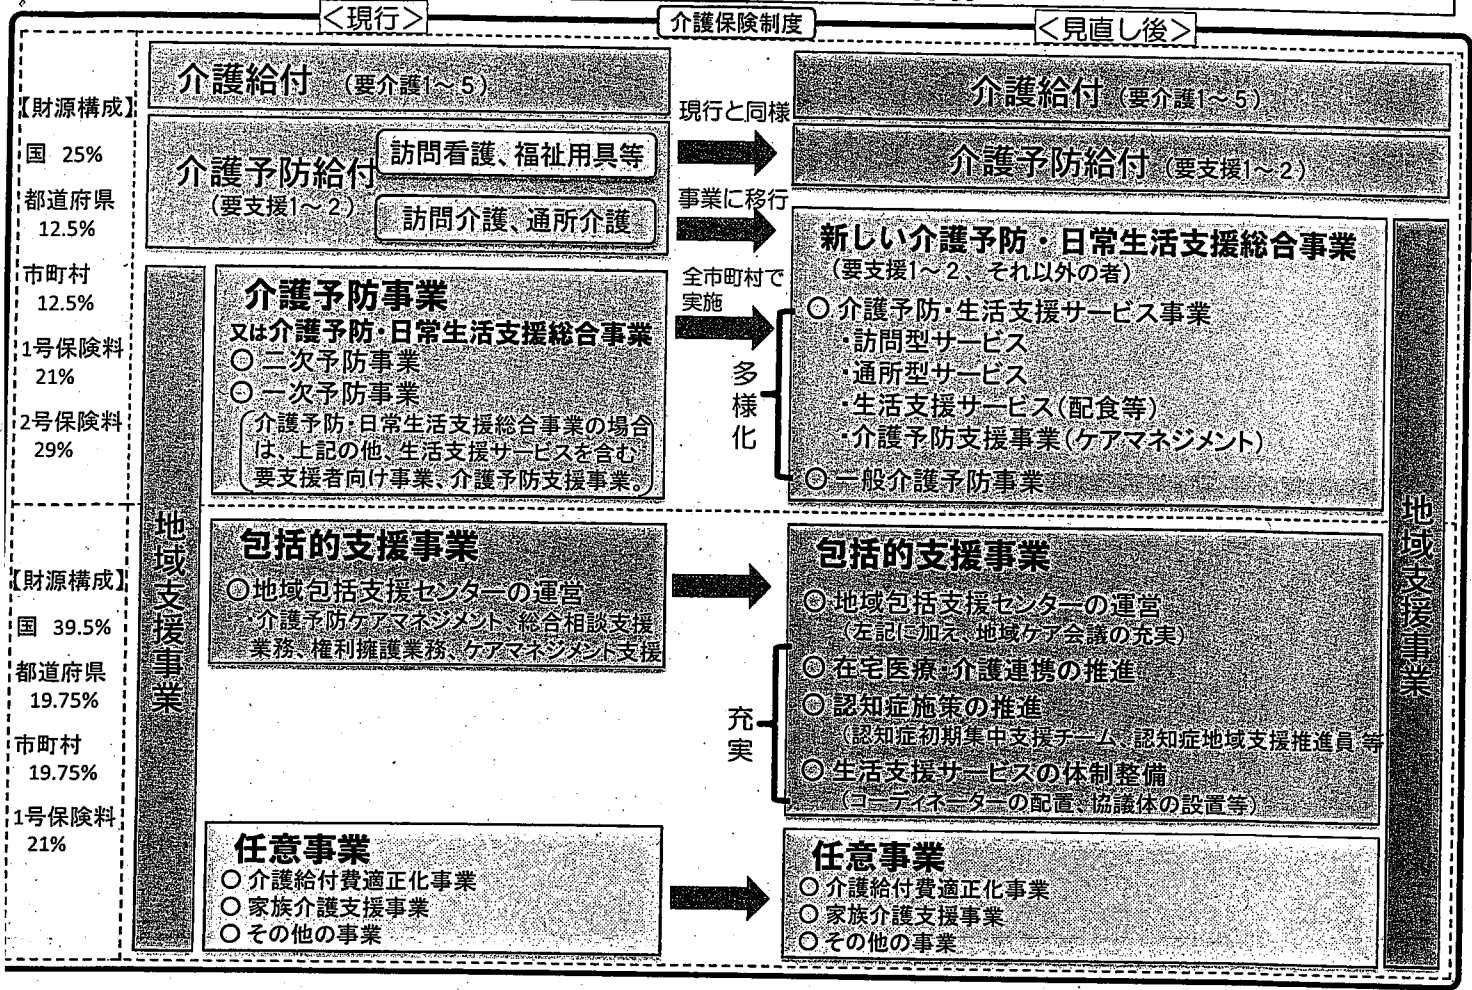 <現行>
介護保険制度
<見直し後>
【財源構成】
国 25%
都道府県
12.5%
市町村
12.5%
1号保険料
21%
2号保険料
29%
【財源構成】
国 39.5%
都道府県
19.75%
市町村
19.75%
1号保険料
21%
介護給付 (要介護1~5)
介護予防給付
(要支援1~2)
訪問看護、福祉用具等
訪問介護、通所介護
地域支援事業
介護予防事業
又は介護予防・日常生活支援総合事業
○ 二次予防事業
○ 一次予防事業
介護予防・日常生活支援総合事業の場合
は、上記の他、生活支援サービスを含む
要支援者向け事業、介護予防支援事業。
包括的支援事業
○地域包括支援センターの運営
・介護予防ケアマネジメント、総合相談支援
業務、権利擁護業務、ケアマネジメント支援
任意事業
○ 介護給付費適正化事業
○ 家族介護支援事業
○ その他の事業
現行と同様
事業に移行
全市町村で
実施
多様化
充実
介護給付 (要介護1~5)
介護予防給付 (要支援1~2)
新しい介護予防・日常生活支援総合事業
(要支援1~2、それ以外の者)
○ 介護予防・生活支援サービス事業
・訪問型サービス
・通所型サービス
・生活支援サービス(配食等)
・介護予防支援事業(ケアマネジメント)
○ 一般介護予防事業
包括的支援事業
○ 地域包括支援センターの運営
(左記に加え、地域ケア会議の充実)
○ 在宅医療・介護連携の推進
○ 認知症施策の推進
(認知症初期集中支援チーム、認知症地域支援推進員 等
○ 生活支援サービスの体制整備
(コーディネーターの配置、協議体の設置等)
任意事業
○ 介護給付費適正化事業
○ 家族介護支援事業
○ その他の事業
地域支援事業